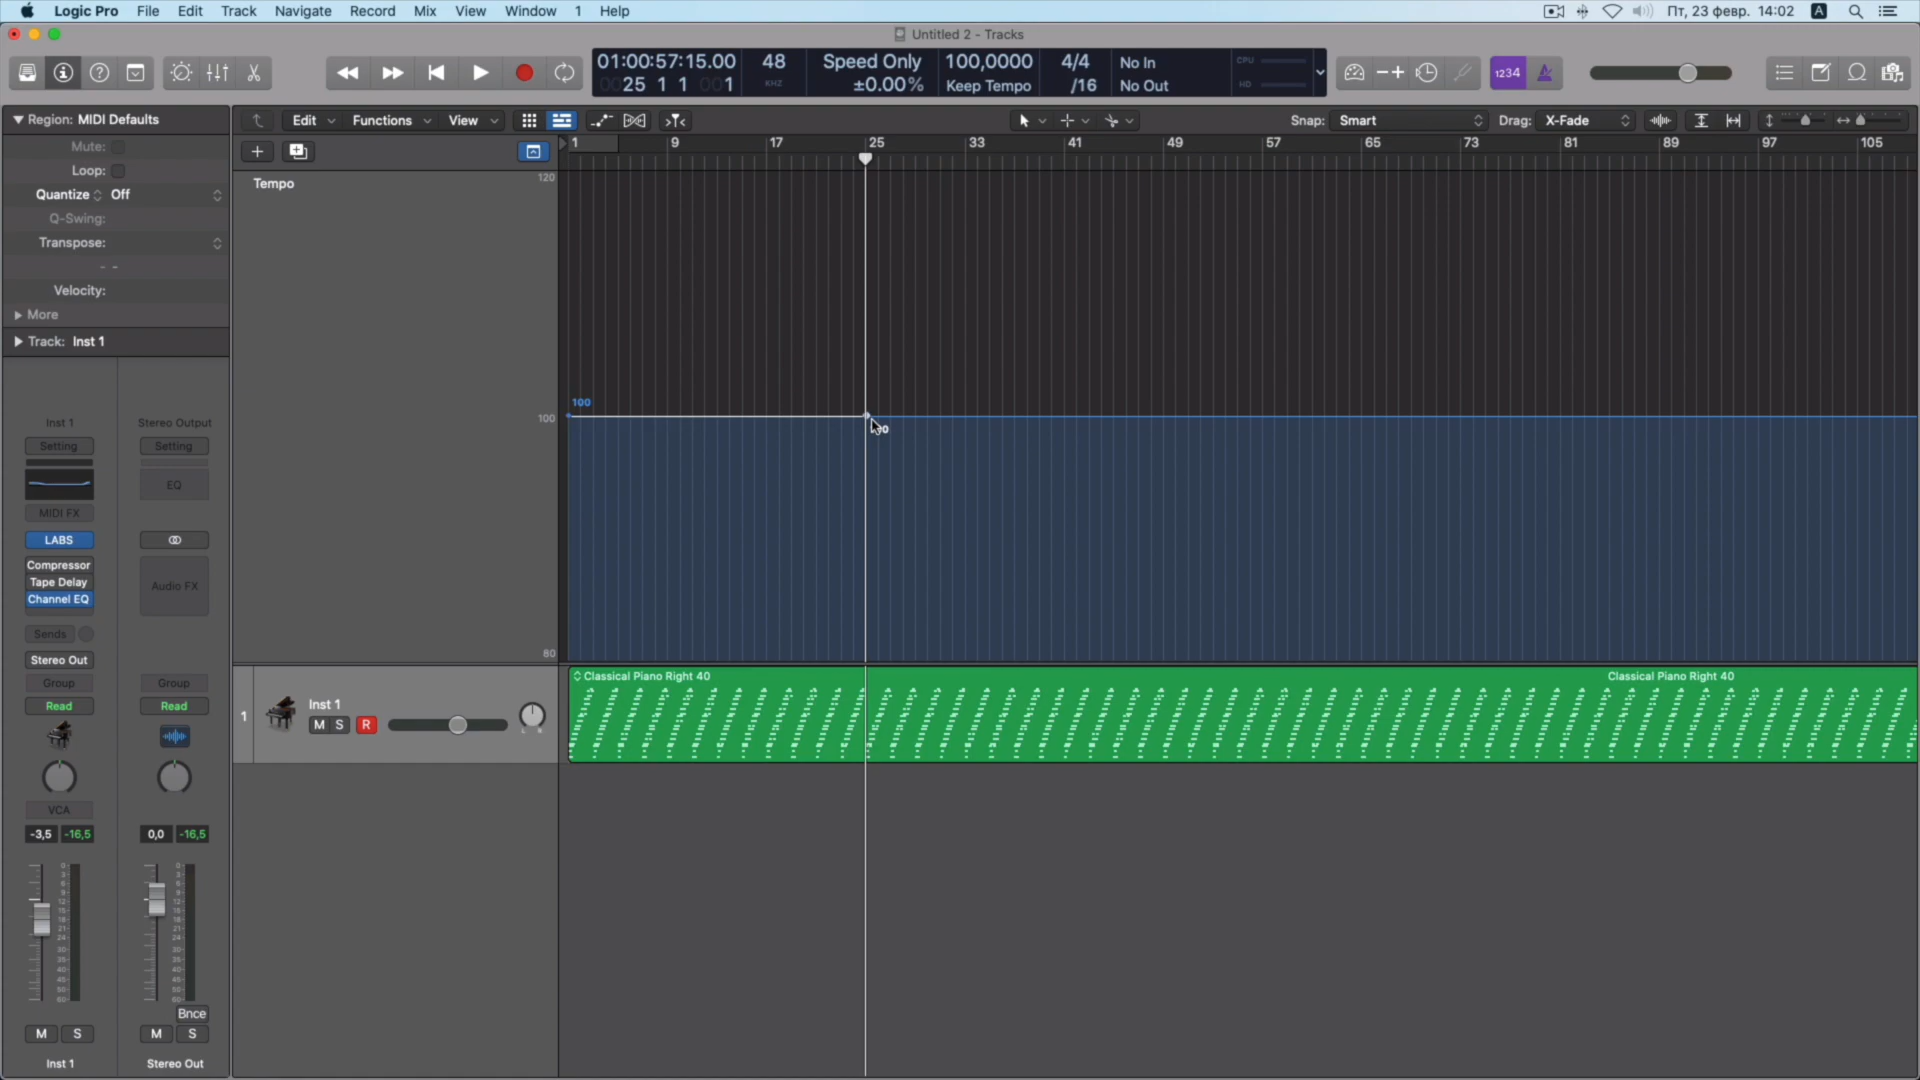 Logic Pro File Edit Track Navigate Record Mix View Window 1 Help
Пт, 23 февр. 14:02 A
Untitled 2 - Tracks
01:00:57:15.00 48 Speed Only 100,0000 4/4 No In CPU
0025 1 1 001 KHZ ±0.00% Keep Tempo /16 No Out HD
1234
Region: MIDI Defaults
Edit Functions View
Snap: Smart Drag: X-Fade
Mute:
Loop:
Quantize Off
Q-Swing:
Transpose:
- -
Velocity:
More
Track: Inst 1
1 9 17 25 33 41 49 57 65 73 81 89 97 105
Tempo
120
100
100
80
Inst 1 Stereo Output
Setting Setting
EQ
MIDI FX
LABS
Compressor
Tape Delay
Channel EQ
Audio FX
Sends
Stereo Out
Group Group
Read Read
VCA
-3,5 -16,5 0,0 -16,5
Bnce
M S M S
Inst 1 Stereo Out
1 Inst 1
M S R
Classical Piano Right 40 Classical Piano Right 40